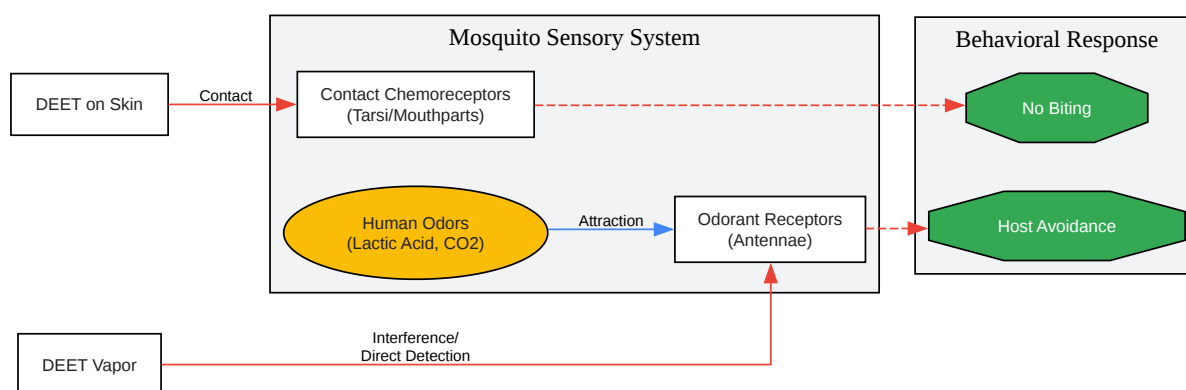 Mosquito Sensory System
Behavioral Response
DEET on Skin
Contact
Contact Chemoreceptors
(Tarsi/Mouthparts)
No Biting
Human Odors
(Lactic Acid, CO2)
Attraction
Odorant Receptors
(Antennae)
Host Avoidance
DEET Vapor
Interference/
Direct Detection